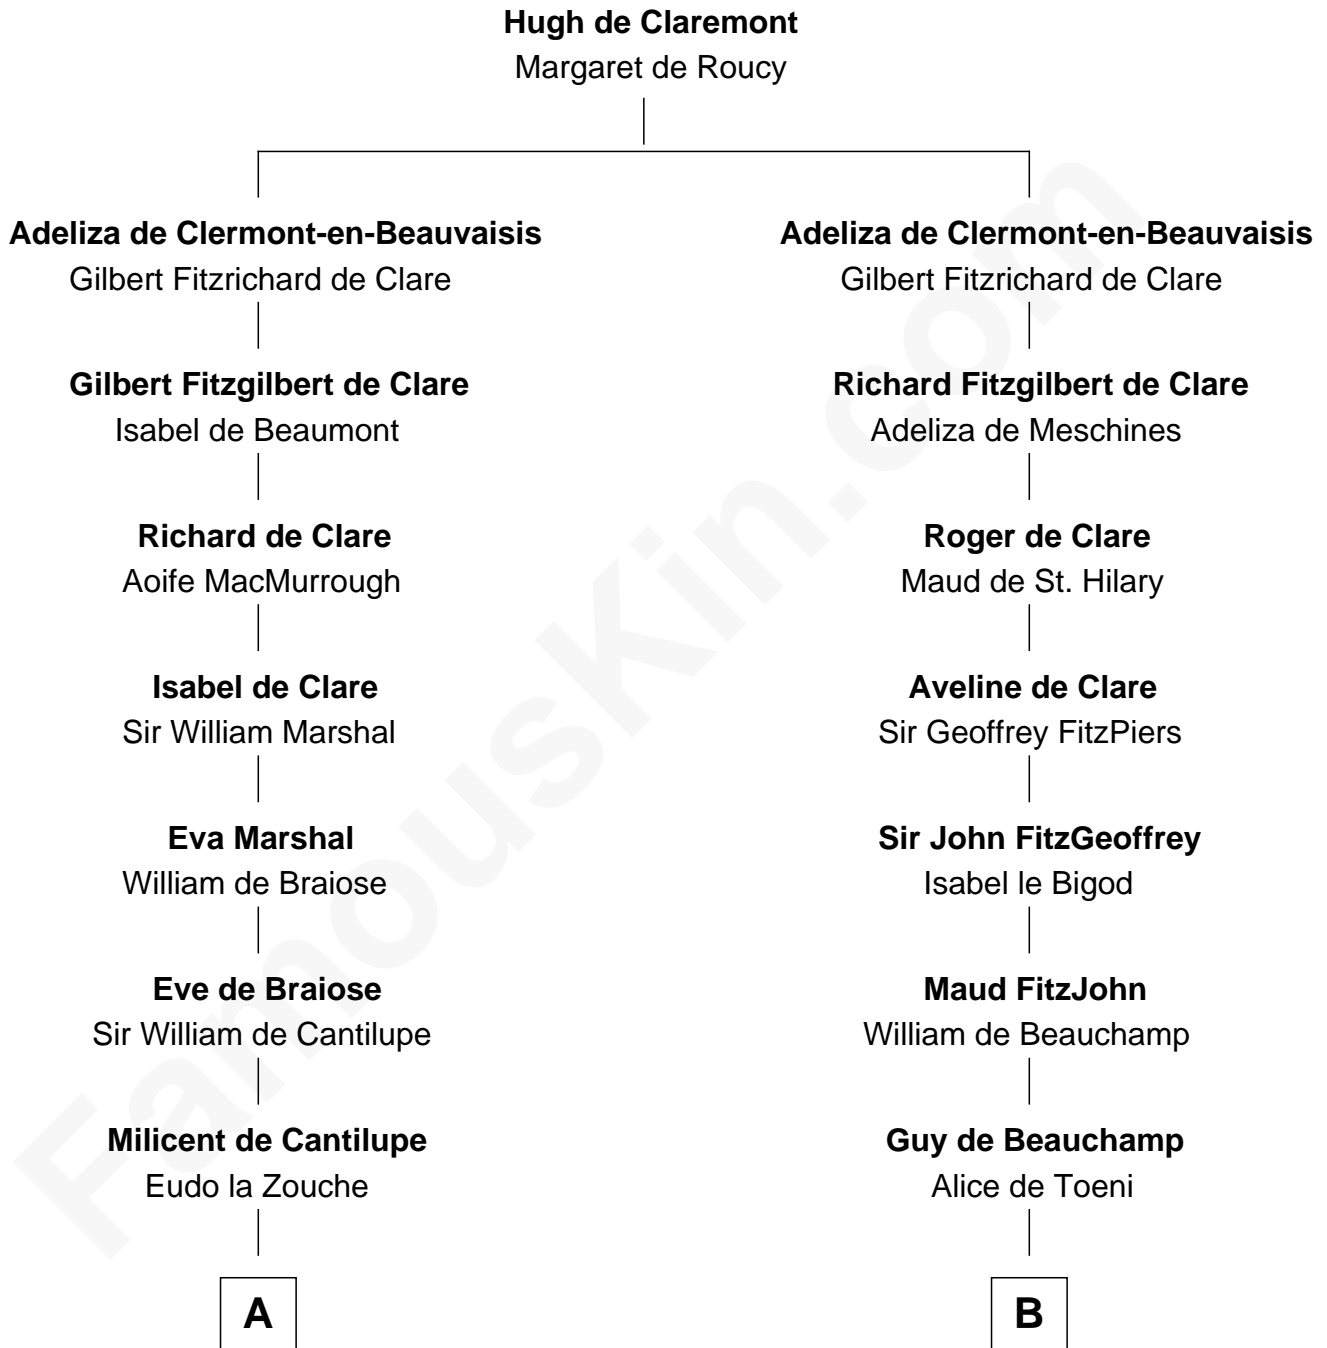 Hugh de Claremont
Margaret de Roucy
Adeliza de Clermont-en-Beauvaisis
Gilbert Fitzrichard de Clare
Gilbert Fitzgilbert de Clare
Isabel de Beaumont
Richard de Clare
Aoife MacMurrough
Isabel de Clare
Sir William Marshal
Eva Marshal
William de Braiose
Eve de Braiose
Sir William de Cantilupe
Milicent de Cantilupe
Eudo la Zouche
A
Adeliza de Clermont-en-Beauvaisis
Gilbert Fitzrichard de Clare
Richard Fitzgilbert de Clare
Adeliza de Meschines
Roger de Clare
Maud de St. Hilary
Aveline de Clare
Sir Geoffrey FitzPiers
Sir John FitzGeoffrey
Isabel le Bigod
Maud FitzJohn
William de Beauchamp
Guy de Beauchamp
Alice de Toeni
B
FamousKin.com